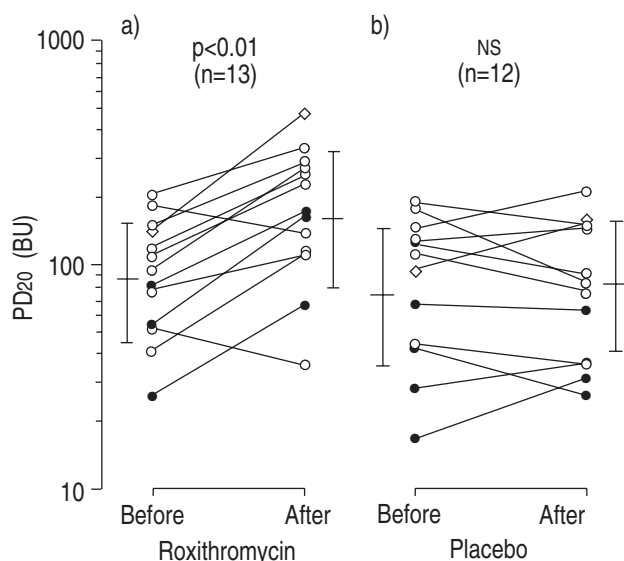 a)
p<0.01
(n=13)
b)
NS
(n=12)
PD20 (BU)
1000
100
10
Before After
Roxithromycin
Before After
Placebo